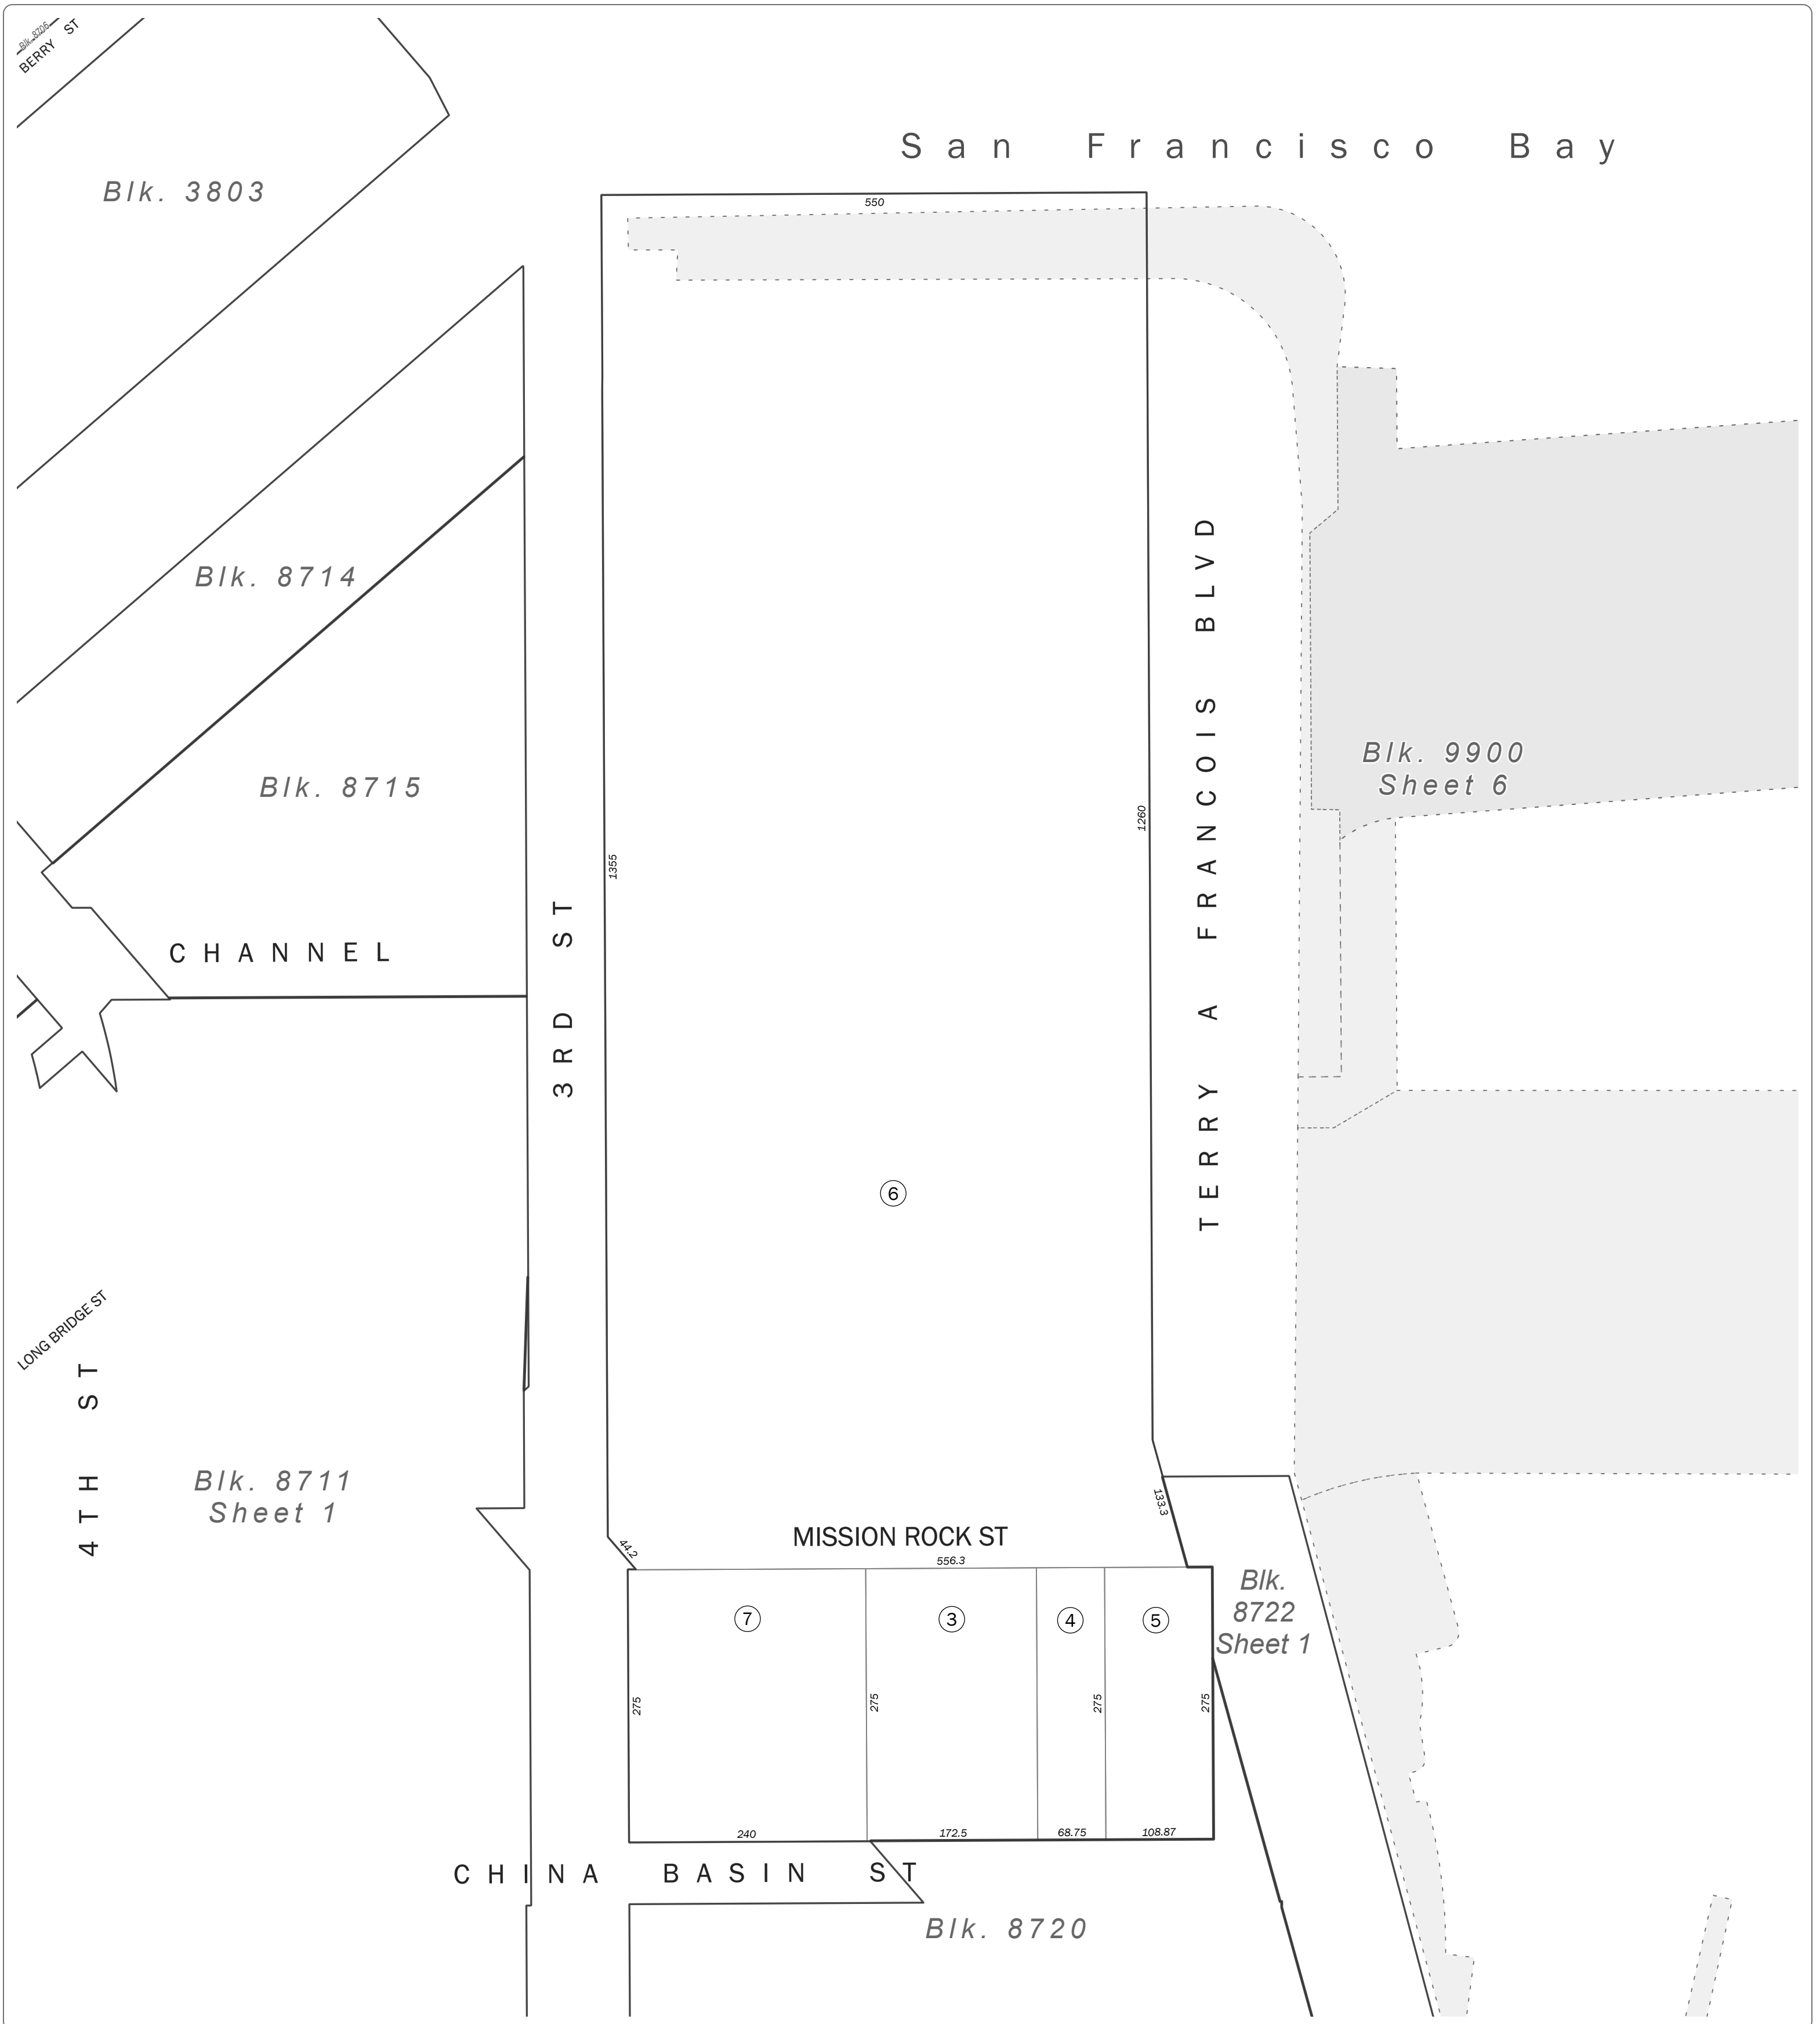 Blk. 8706
BERRY ST
San Francisco Bay
Blk. 3803
550
Blk. 8714
Blk. 8715
CHANNEL
3RD ST
1355
1260
TERRY A FRANCOIS BLVD
Blk. 9900
Sheet 6
6
LONG BRIDGE ST
4TH ST
Blk. 8711
Sheet 1
133.3
44.2
MISSION ROCK ST
556.3
7
3
4
5
Blk.
8722
Sheet 1
275
275
275
275
240
172.5
68.75
108.87
CHINA BASIN ST
Blk. 8720